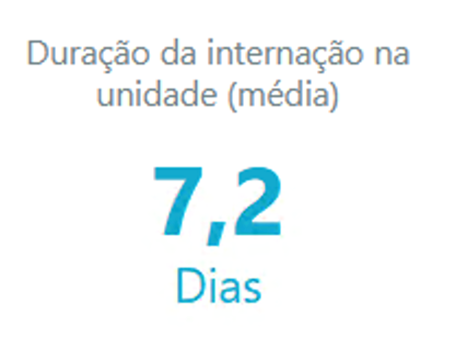 Duração da internação na
unidade (média)
7,2
Dias